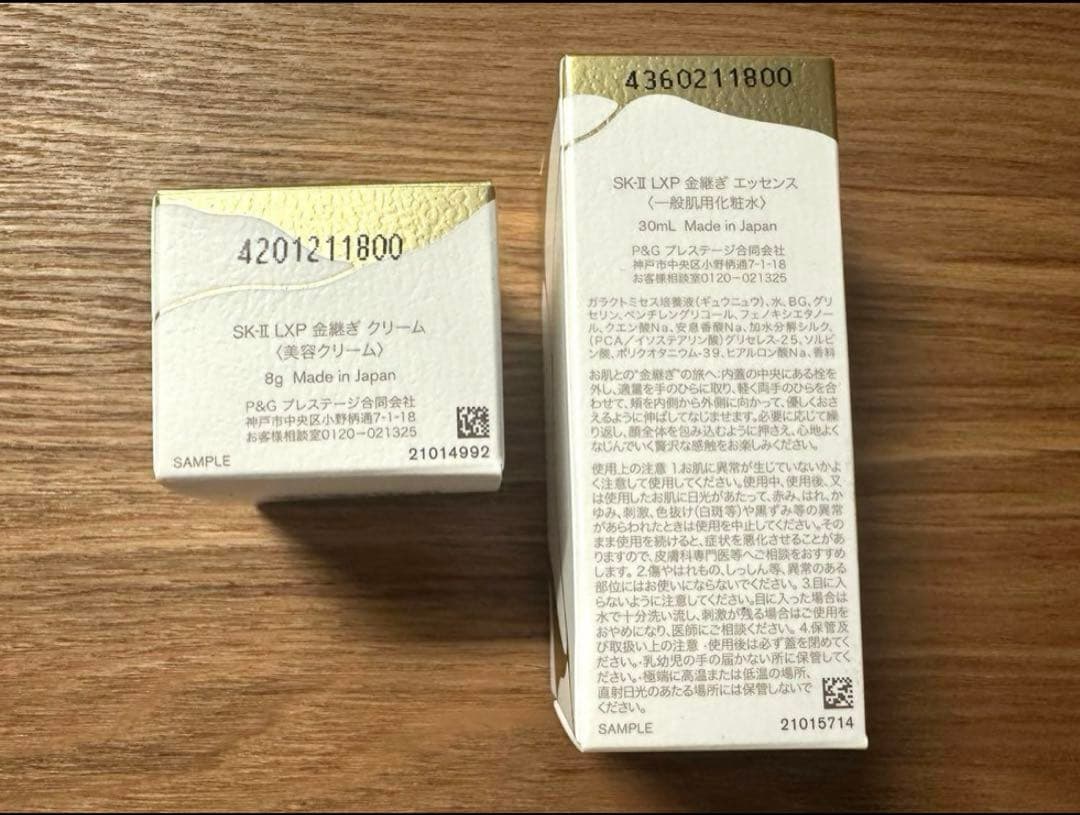 4201211800
SK-II LXP 金継ぎ クリーム
〈美容クリーム〉
8g Made in Japan
P&G プレステージ合同会社
神戸市中央区小野柄通7-1-18
お客様相談室0120-021325
SAMPLE
21014992
4360211800
SK-II LXP 金継ぎ エッセンス
〈一般肌用化粧水〉
30mL Made in Japan
P&G プレステージ合同会社
神戸市中央区小野柄通7-1-18
お客様相談室0120-021325
ガラクトミセス培養液(ギュウニュウ)、水、BG、グリ
セリン、ペンチレングリコール、フェノキシエタノー
ル、クエン酸Na、安息香酸Na、加水分解シルク、
(PCA/イソステアリン酸)グリセレス-25、ソルビ
ン酸、ポリクオタニウム-39、ヒアルロン酸Na、香料
お肌との“金継ぎ”の旅へ:内蓋の中央にある栓を
外し、適量を手のひらに取り、軽く両手のひらを合
わせて、頬を内側から外側に向かって、優しくおさ
えるように伸ばしてなじませます。必要に応じて繰
り返し、顔全体を包み込むように押さえ、心地よく
なじんでいく贅沢な感触をお楽しみください。
使用上の注意 1.お肌に異常が生じていないかよ
く注意して使用してください。使用中、使用後、又
は使用したお肌に日光があたって、赤み、はれ、か
ゆみ、刺激、色抜け(白斑等)や黒ずみ等の異常
があらわれたときは使用を中止してください。その
まま使用を続けると、症状を悪化させることがあ
りますので、皮膚科専門医等へご相談をおすすめ
します。2.傷やはれもの、しっしん等、異常のある
部位にはお使いにならないでください。3.目に入
らないように注意してください。目に入った場合は
水で十分洗い流し、刺激が残る場合はご使用を
おやめになり、医師にご相談ください。4.保管及
び取扱い上の注意 ・使用後は必ず蓋を閉めてく
ださい。・乳幼児の手の届かない所に保管してく
ださい。・極端に高温または低温の場所、
直射日光のあたる場所には保管しないで
ください。
SAMPLE
21015714